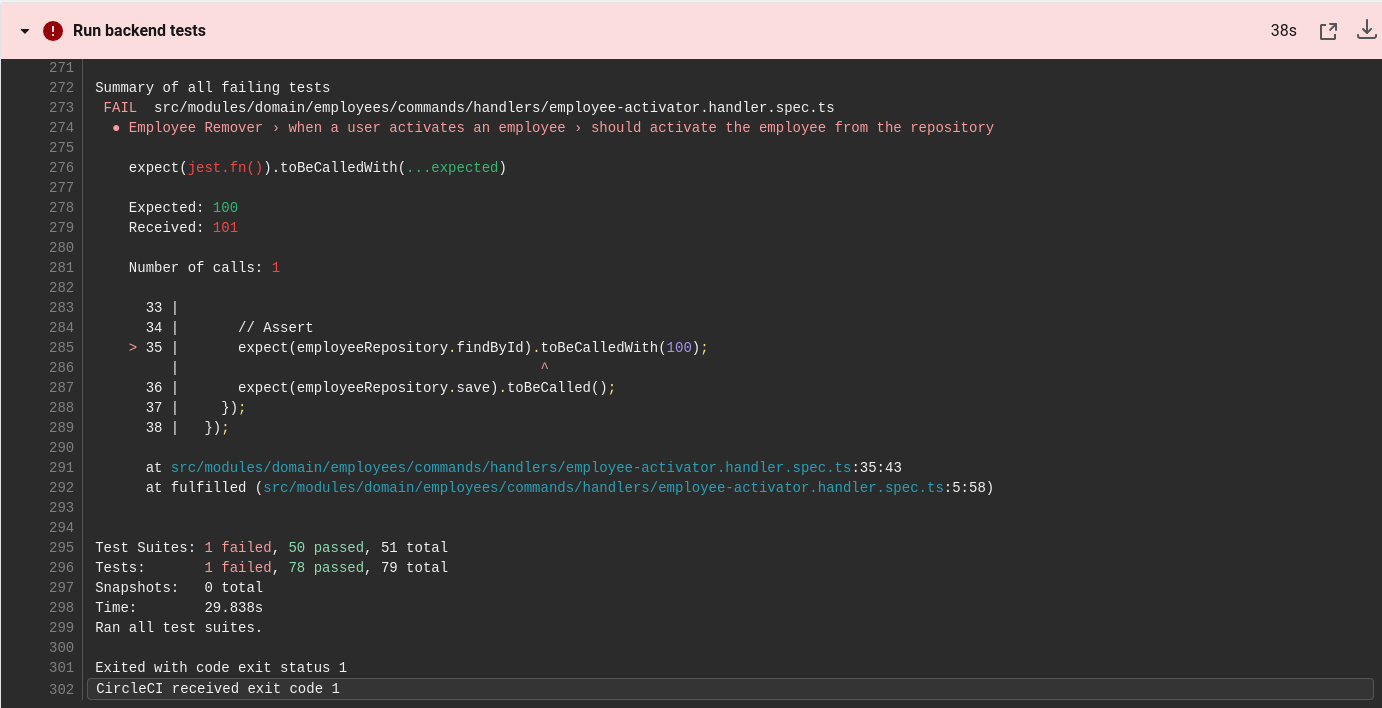 Run backend tests 38s
271
272 Summary of all failing tests
273 FAIL src/modules/domain/employees/commands/handlers/employee-activator.handler.spec.ts
274 ● Employee Remover › when a user activates an employee › should activate the employee from the repository
275
276 expect(jest.fn()).toBeCalledWith(...expected)
277
278 Expected: 100
279 Received: 101
280
281 Number of calls: 1
282
283 33 |
284 34 | // Assert
285 > 35 | expect(employeeRepository.findById).toBeCalledWith(100);
286 | ^
287 36 | expect(employeeRepository.save).toBeCalled();
288 37 | });
289 38 | });
290
291 at src/modules/domain/employees/commands/handlers/employee-activator.handler.spec.ts:35:43
292 at fulfilled (src/modules/domain/employees/commands/handlers/employee-activator.handler.spec.ts:5:58)
293
294
295 Test Suites: 1 failed, 50 passed, 51 total
296 Tests: 1 failed, 78 passed, 79 total
297 Snapshots: 0 total
298 Time: 29.838s
299 Ran all test suites.
300
301 Exited with code exit status 1
302 CircleCI received exit code 1